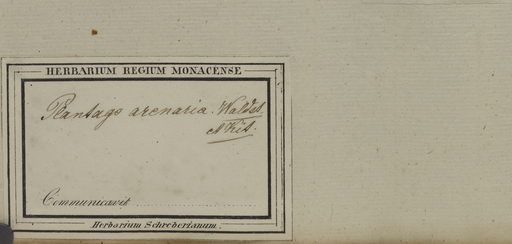 HERBARIUM REGIUM MONACENSE
Plantago arenaria. Waldst.
et Kit.
Communicavit
Herbarium Schreberianum.